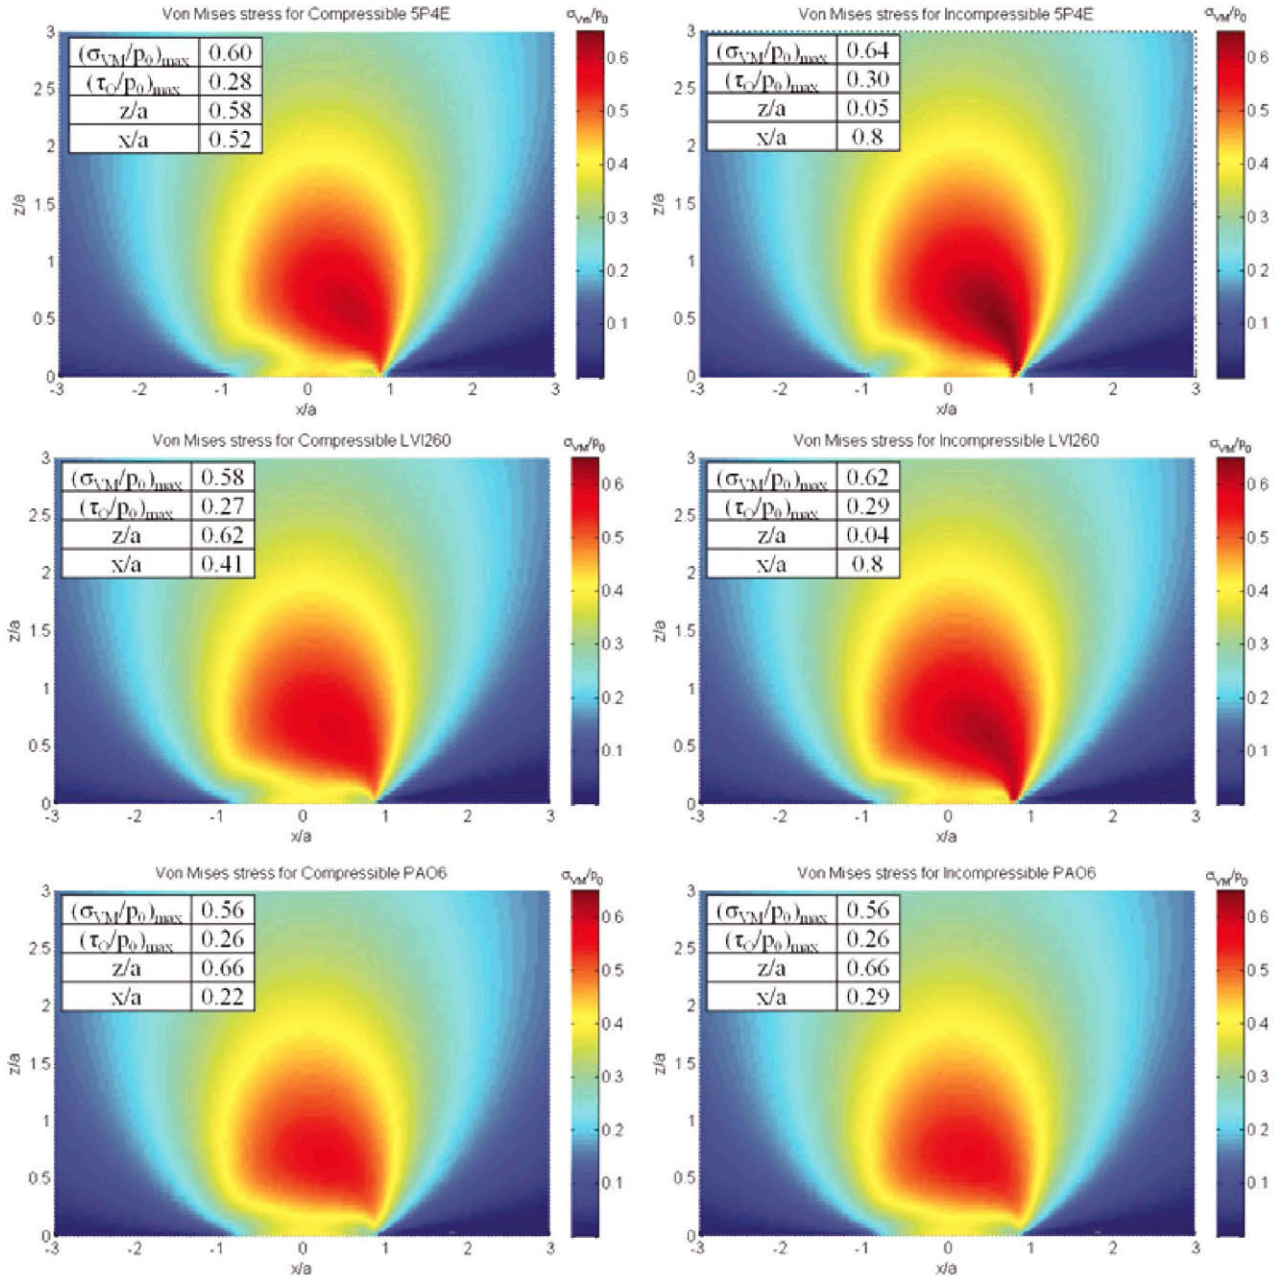 Von Mises stress for Compressible 5P4E
σVM/p0
(σVM/p0)max 0.60
(τO/p0)max 0.28
z/a 0.58
x/a 0.52
3
2.5
2
1.5
1
0.5
0
z/a
-3 -2 -1 0 1 2 3
x/a
0.6
0.5
0.4
0.3
0.2
0.1
Von Mises stress for Incompressible 5P4E
σVM/p0
(σVM/p0)max 0.64
(τO/p0)max 0.30
z/a 0.05
x/a 0.8
3
2.5
2
1.5
1
0.5
0
z/a
-3 -2 -1 0 1 2 3
x/a
0.6
0.5
0.4
0.3
0.2
0.1
Von Mises stress for Compressible LVI260
σVM/p0
(σVM/p0)max 0.58
(τO/p0)max 0.27
z/a 0.62
x/a 0.41
3
2.5
2
1.5
1
0.5
0
z/a
-3 -2 -1 0 1 2 3
x/a
0.6
0.5
0.4
0.3
0.2
0.1
Von Mises stress for Incompressible LVI260
σVM/p0
(σVM/p0)max 0.62
(τO/p0)max 0.29
z/a 0.04
x/a 0.8
3
2.5
2
1.5
1
0.5
0
z/a
-3 -2 -1 0 1 2 3
x/a
0.6
0.5
0.4
0.3
0.2
0.1
Von Mises stress for Compressible PAO6
σVM/p0
(σVM/p0)max 0.56
(τO/p0)max 0.26
z/a 0.66
x/a 0.22
3
2.5
2
1.5
1
0.5
0
z/a
-3 -2 -1 0 1 2 3
x/a
0.6
0.5
0.4
0.3
0.2
0.1
Von Mises stress for Incompressible PAO6
σVM/p0
(σVM/p0)max 0.56
(τO/p0)max 0.26
z/a 0.66
x/a 0.29
3
2.5
2
1.5
1
0.5
0
z/a
-3 -2 -1 0 1 2 3
x/a
0.6
0.5
0.4
0.3
0.2
0.1